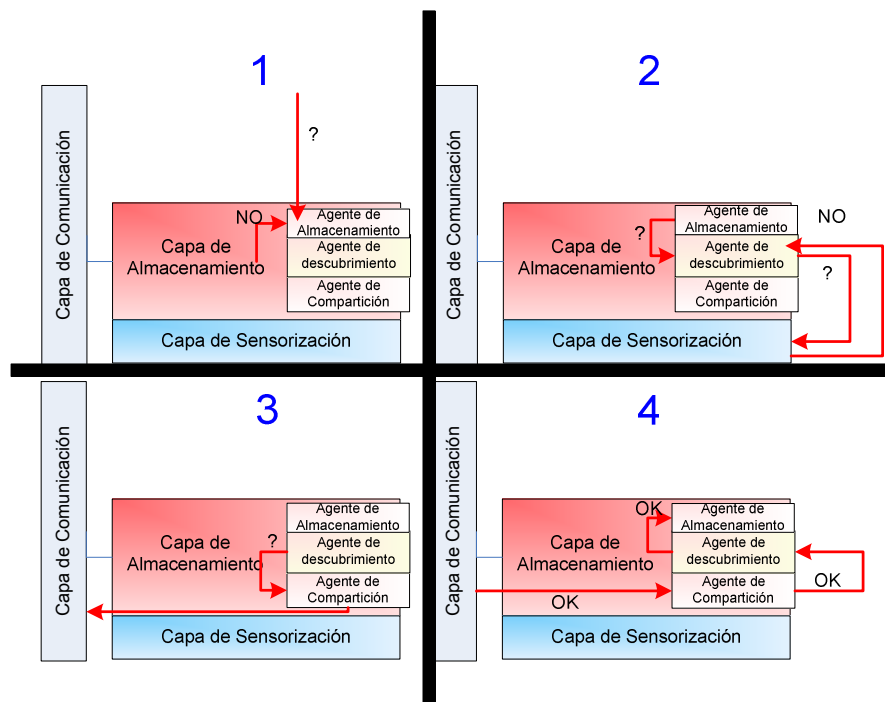 1
Capa de Comunicación
?
NO
Capa de
Almacenamiento
Agente de
Almacenamiento
Agente de
descubrimiento
Agente de
Compartición
Capa de Sensorización
2
Capa de Comunicación
Capa de
Almacenamiento
?
Agente de
Almacenamiento
Agente de
descubrimiento
Agente de
Compartición
NO
?
Capa de Sensorización
3
Capa de Comunicación
Capa de
Almacenamiento
?
Agente de
Almacenamiento
Agente de
descubrimiento
Agente de
Compartición
Capa de Sensorización
4
Capa de Comunicación
Capa de
Almacenamiento
OK
Agente de
Almacenamiento
Agente de
descubrimiento
Agente de
Compartición
OK
OK
Capa de Sensorización